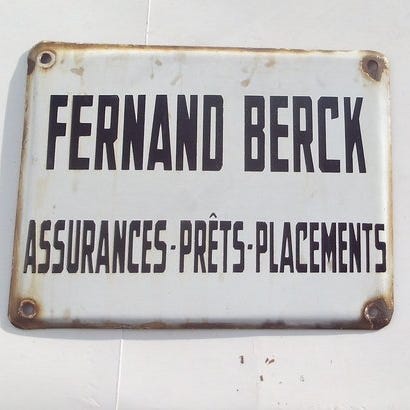 FERNAND BERCK
ASSURANCES-PRÊTS-PLACEMENTS